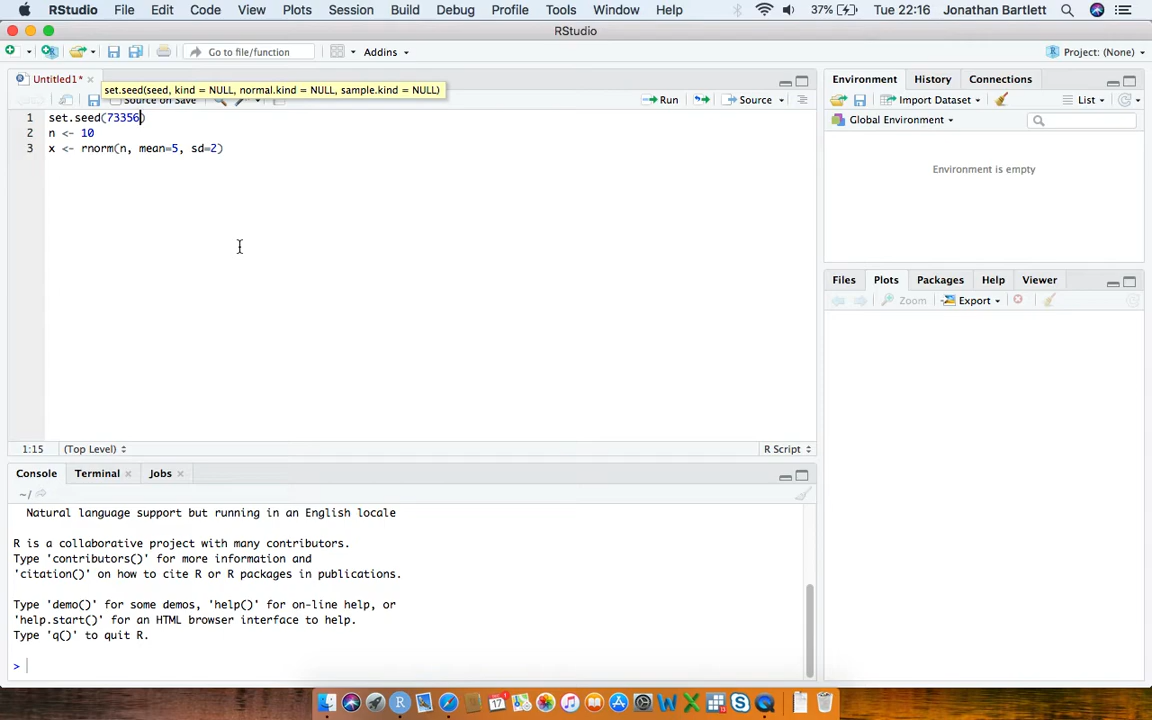 RStudio File Edit Code View Plots Session Build Debug Profile Tools Window Help 37% Tue 22:16 Jonathan Bartlett
RStudio
Go to file/function Addins Project: (None)
Untitled1* set.seed(seed, kind = NULL, normal.kind = NULL, sample.kind = NULL)
Source on Save Run Source
1 set.seed(73356)
2 n <- 10
3 x <- rnorm(n, mean=5, sd=2)
1:15 (Top Level) R Script
Console Terminal Jobs
~/
Natural language support but running in an English locale
R is a collaborative project with many contributors.
Type 'contributors()' for more information and
'citation()' on how to cite R or R packages in publications.
Type 'demo()' for some demos, 'help()' for on-line help, or
'help.start()' for an HTML browser interface to help.
Type 'q()' to quit R.
>
Environment History Connections
Import Dataset List
Global Environment
Environment is empty
Files Plots Packages Help Viewer
Zoom Export